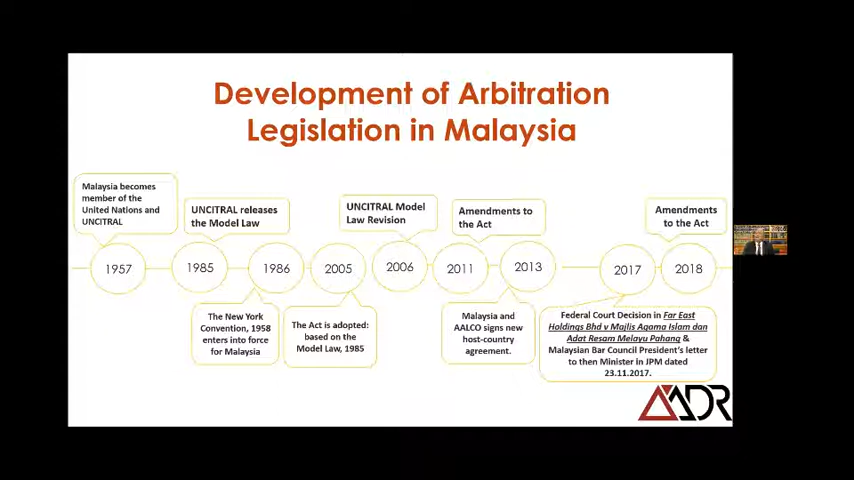 Development of Arbitration
Legislation in Malaysia
Malaysia becomes
member of the
United Nations and
UNCITRAL
UNCITRAL releases
the Model Law
UNCITRAL Model
Law Revision
Amendments to
the Act
Amendments
to the Act
1957
1985
1986
2005
2006
2011
2013
2017
2018
The New York
Convention, 1958
enters into force
for Malaysia
The Act is adopted:
based on the
Model Law, 1985
Malaysia and
AALCO signs new
host-country
agreement.
Federal Court Decision in Far East
Holdings Bhd v Majlis Agama Islam dan
Adat Resam Melayu Pahang &
Malaysian Bar Council President's letter
to then Minister in JPM dated
23.11.2017.
AADR